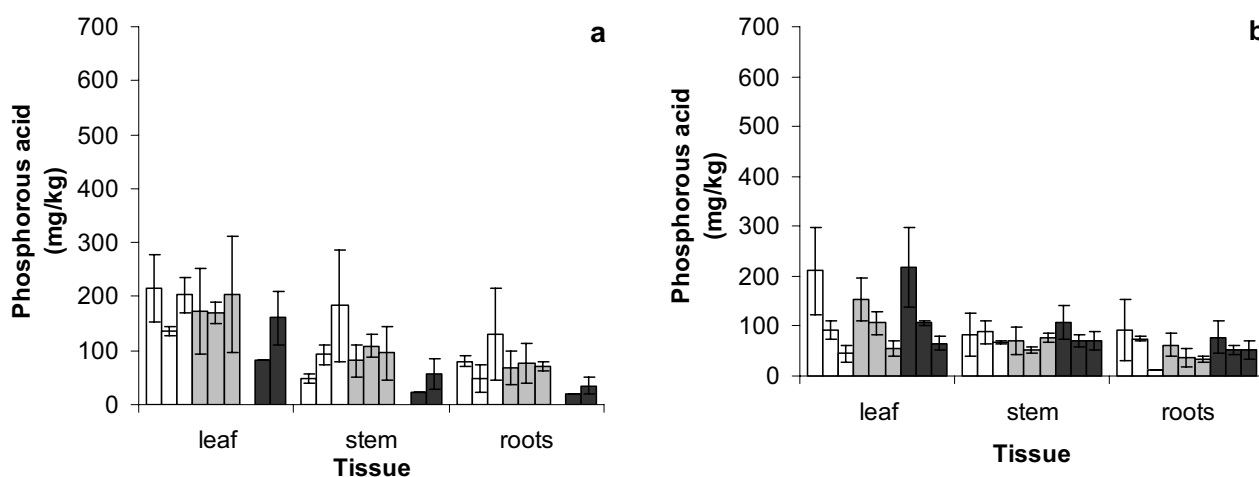 a
700
600
500
400
300
200
100
0
Phosphorous acid
(mg/kg)
leaf stem roots
Tissue
b
700
600
500
400
300
200
100
0
Phosphorous acid
(mg/kg)
leaf stem roots
Tissue